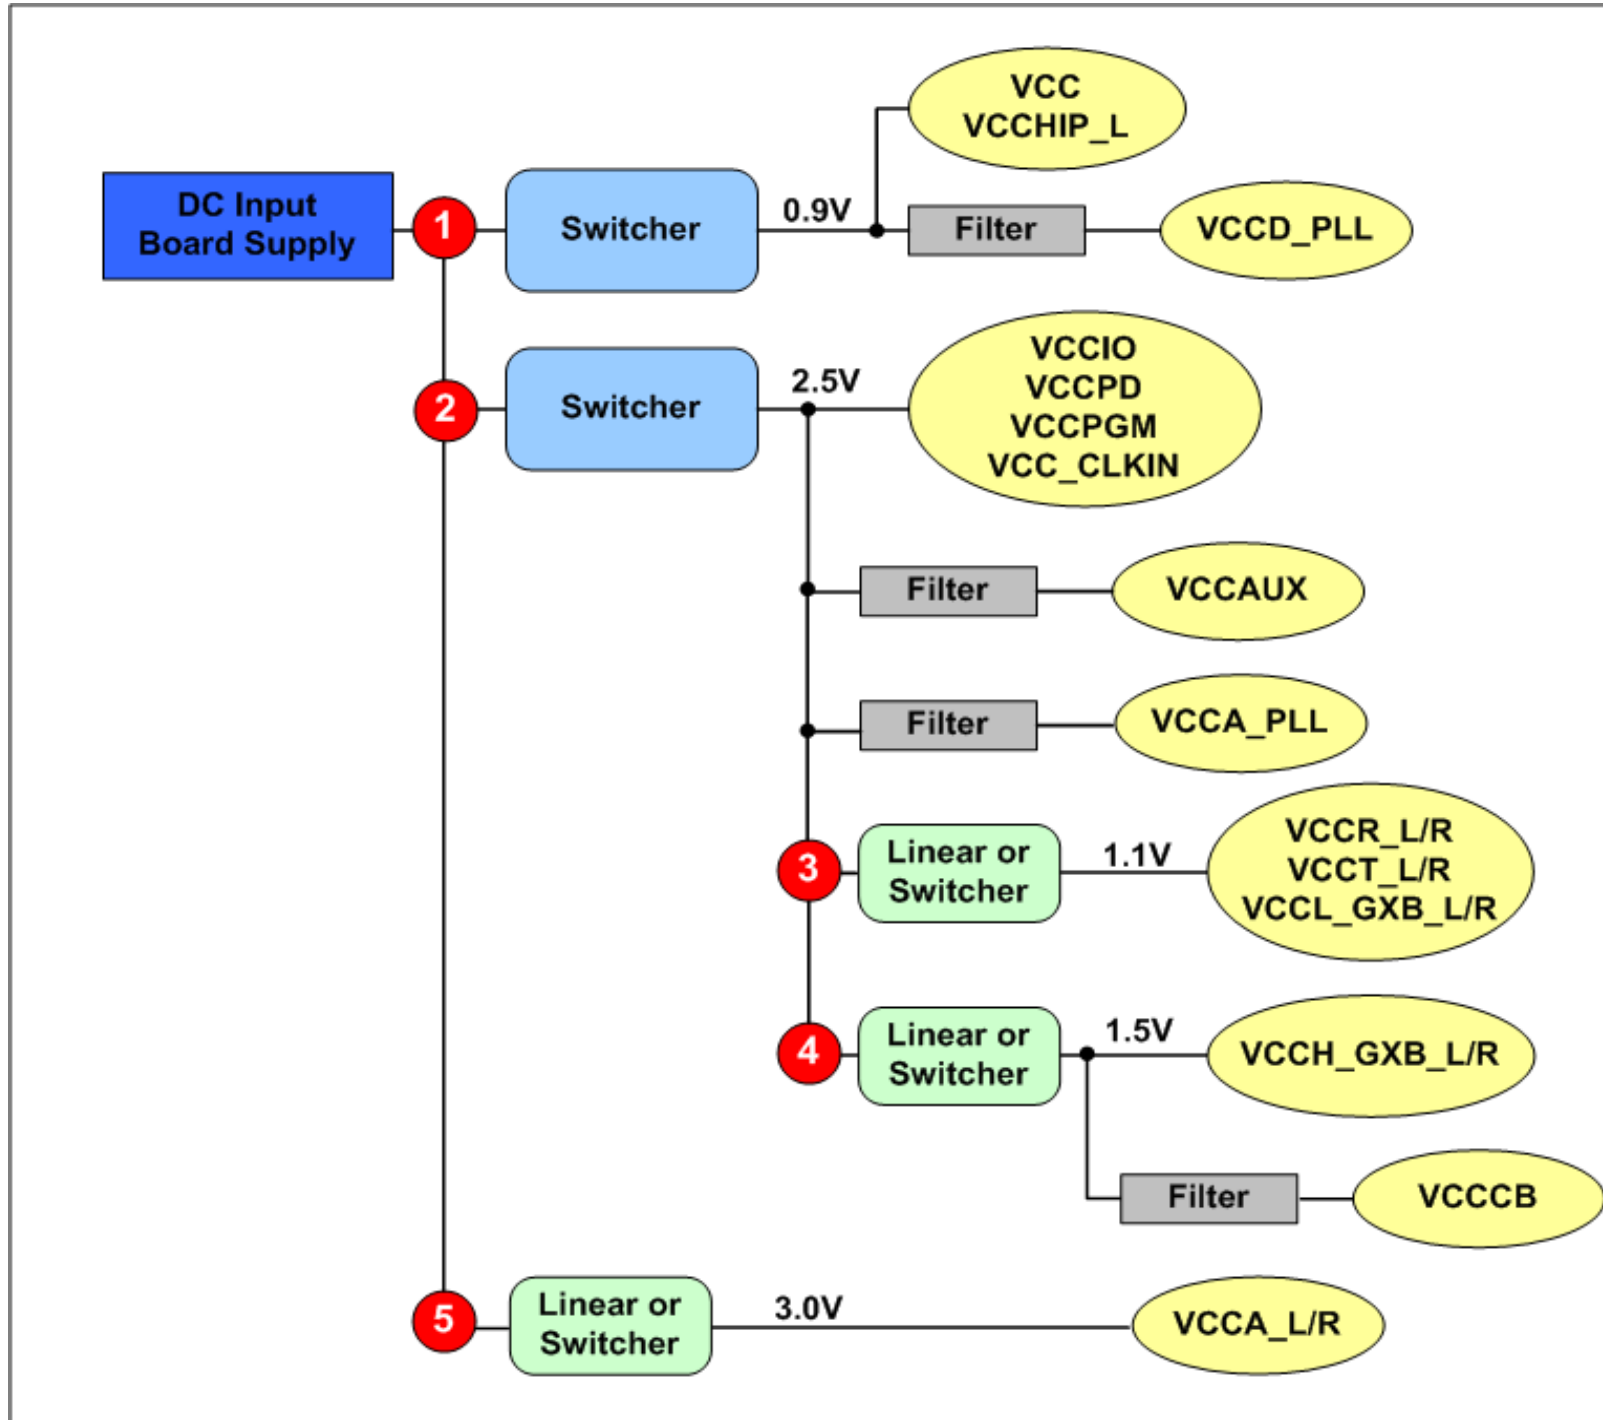 VCC
VCCHIP_L
DC Input
Board Supply
1
Switcher
0.9V
Filter
VCCD_PLL
2
Switcher
2.5V
VCCIO
VCCPD
VCCPGM
VCC_CLKIN
Filter
VCCAUX
Filter
VCCA_PLL
3
Linear or
Switcher
1.1V
VCCR_L/R
VCCT_L/R
VCCL_GXB_L/R
4
Linear or
Switcher
1.5V
VCCH_GXB_L/R
Filter
VCCCB
5
Linear or
Switcher
3.0V
VCCA_L/R